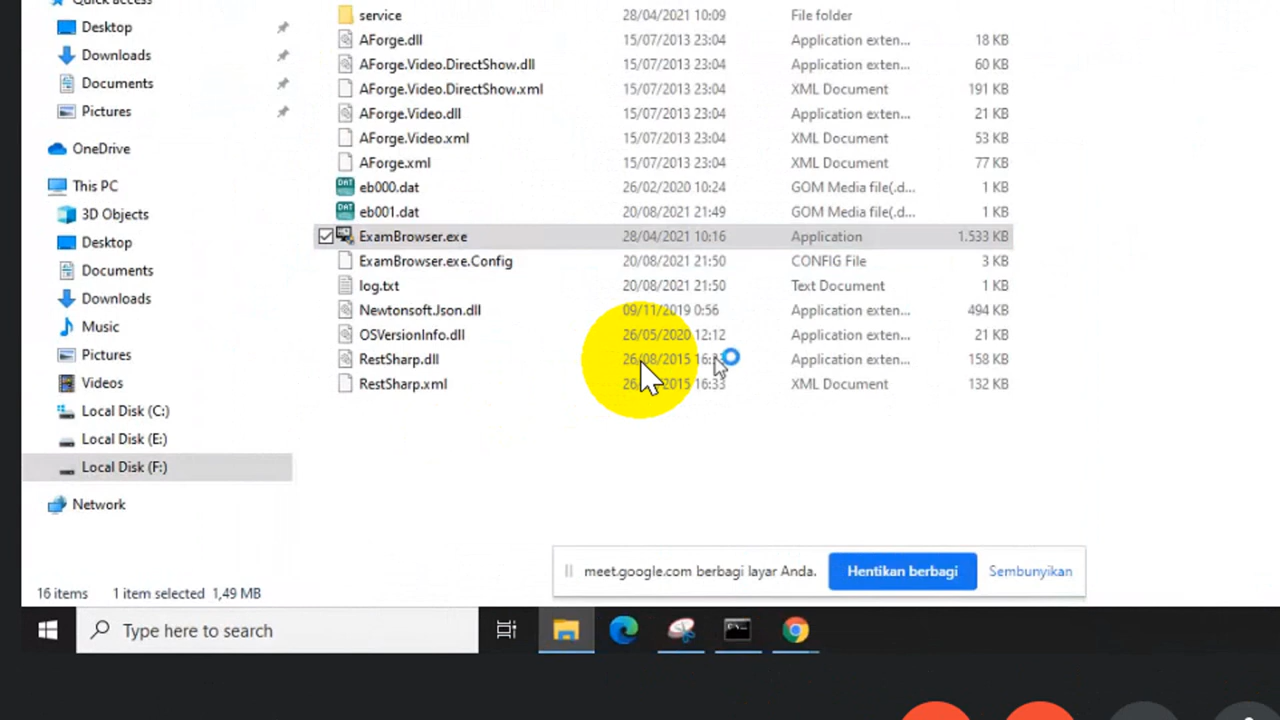 Quick access
Desktop
Downloads
Documents
Pictures
OneDrive
This PC
3D Objects
Desktop
Documents
Downloads
Music
Pictures
Videos
Local Disk (C:)
Local Disk (E:)
Local Disk (F:)
Network
service 28/04/2021 10:09 File folder
AForge.dll 15/07/2013 23:04 Application exten... 18 KB
AForge.Video.DirectShow.dll 15/07/2013 23:04 Application exten... 60 KB
AForge.Video.DirectShow.xml 15/07/2013 23:04 XML Document 191 KB
AForge.Video.dll 15/07/2013 23:04 Application exten... 21 KB
AForge.Video.xml 15/07/2013 23:04 XML Document 53 KB
AForge.xml 15/07/2013 23:04 XML Document 77 KB
DAT eb000.dat 26/02/2020 10:24 GOM Media file(.d... 1 KB
DAT eb001.dat 20/08/2021 21:49 GOM Media file(.d... 1 KB
ExamBrowser.exe 28/04/2021 10:16 Application 1.533 KB
ExamBrowser.exe.Config 20/08/2021 21:50 CONFIG File 3 KB
log.txt 20/08/2021 21:50 Text Document 1 KB
Newtonsoft.Json.dll 09/11/2019 0:56 Application exten... 494 KB
OSVersionInfo.dll 26/05/2020 12:12 Application exten... 21 KB
RestSharp.dll 26/08/2015 Application exten... 158 KB
RestSharp.xml 16:33 XML Document 132 KB
meet.google.com berbagi layar Anda. Hentikan berbagi Sembunyikan
16 items 1 item selected 1,49 MB
Type here to search